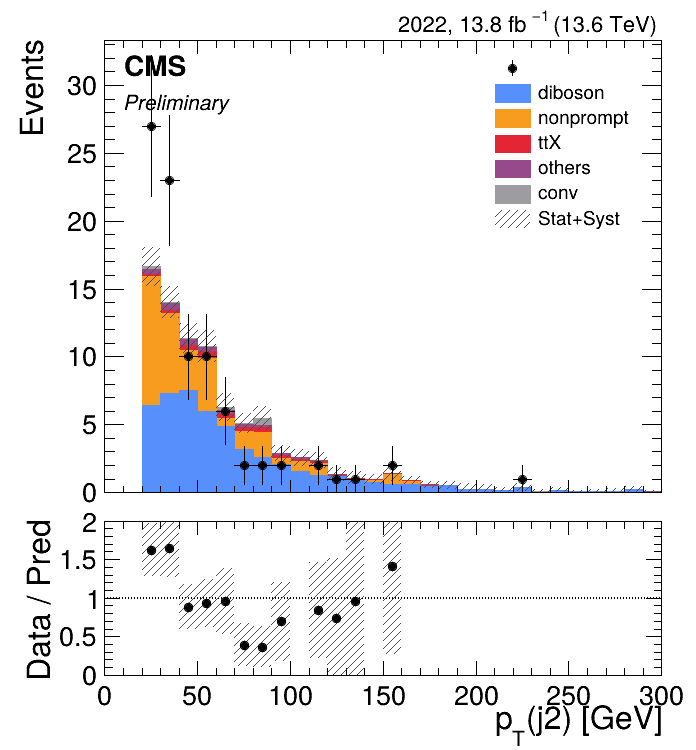 2022, 13.8 fb⁻¹ (13.6 TeV)
CMS
Preliminary
Events
30
25
20
15
10
5
0
diboson
nonprompt
ttX
others
conv
Stat+Syst
Data / Pred
2
1.5
1
0.5
0
0 50 100 150 200 250 300
p_T(j2) [GeV]